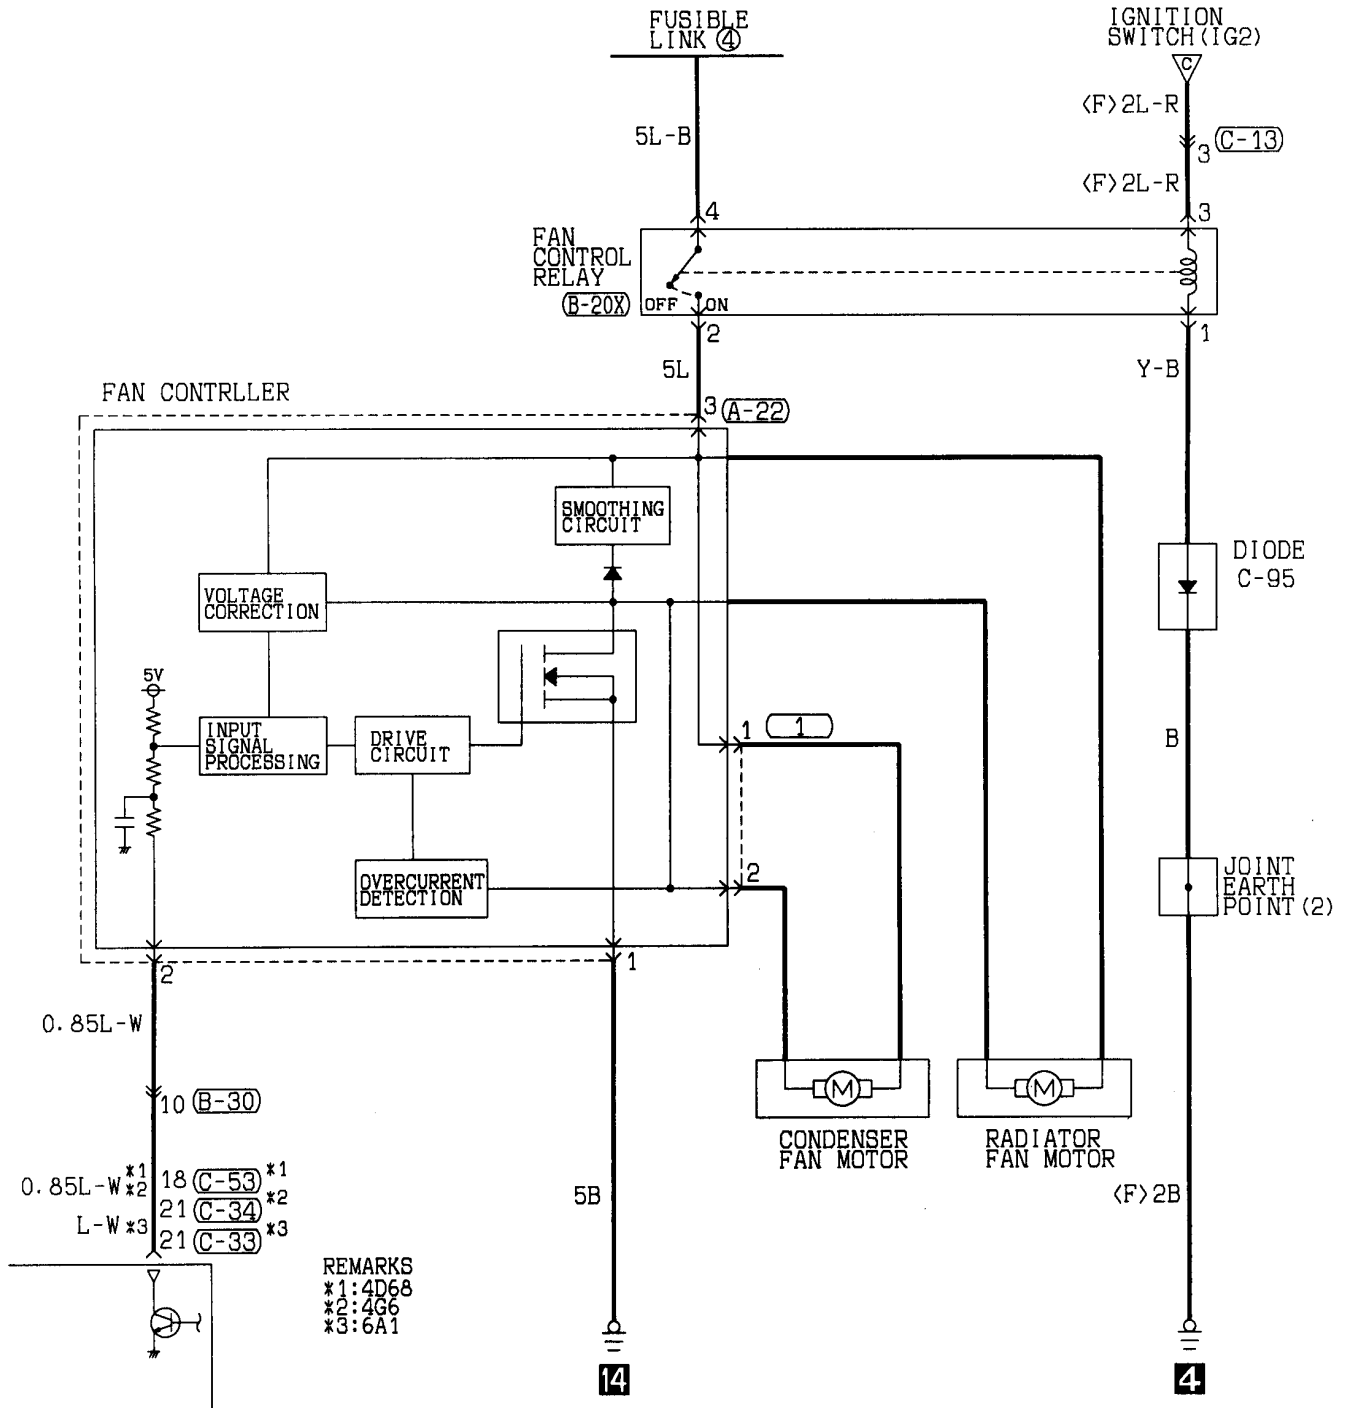 FUSIBLE
LINK ④
IGNITION
SWITCH(IG2)
C
<F>2L-R
5L-B
3 C-13
<F>2L-R
4
3
FAN
CONTROL
RELAY
B-20X
OFF ON
2
1
5L
Y-B
FAN CONTRLLER
3 A-22
SMOOTHING
CIRCUIT
DIODE
C-95
VOLTAGE
CORRECTION
5V
INPUT
SIGNAL
PROCESSING
DRIVE
CIRCUIT
1 1
B
OVERCURRENT
DETECTION
2
JOINT
EARTH
POINT(2)
2
1
0.85L-W
10 B-30
CONDENSER
FAN MOTOR
M
RADIATOR
FAN MOTOR
M
0.85L-W *1 *2
18 C-53 *1
21 C-34 *2
L-W *3
21 C-33 *3
5B
<F>2B
REMARKS
*1:4D68
*2:4G6
*3:6A1
14
4